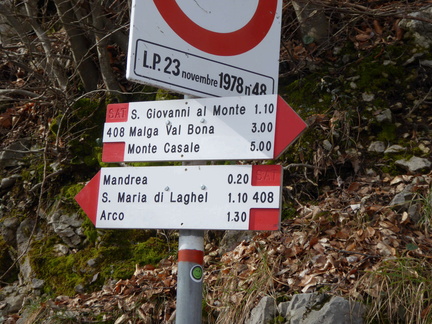 L.P. 23 novembre 1978 n° 48
S.A.T. S. Giovanni al Monte 1.10
408 Malga Val Bona 3.00
Monte Casale 5.00
Mandrea 0.20
S. Maria di Laghel 1.10 408
Arco 1.30